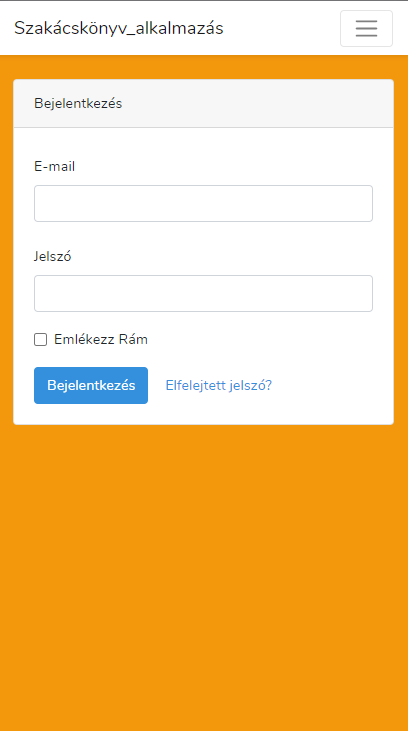 Szakácskönyv_alkalmazás
Bejelentkezés
E-mail
Jelszó
Emlékezz Rám
Bejelentkezés Elfelejtett jelszó?